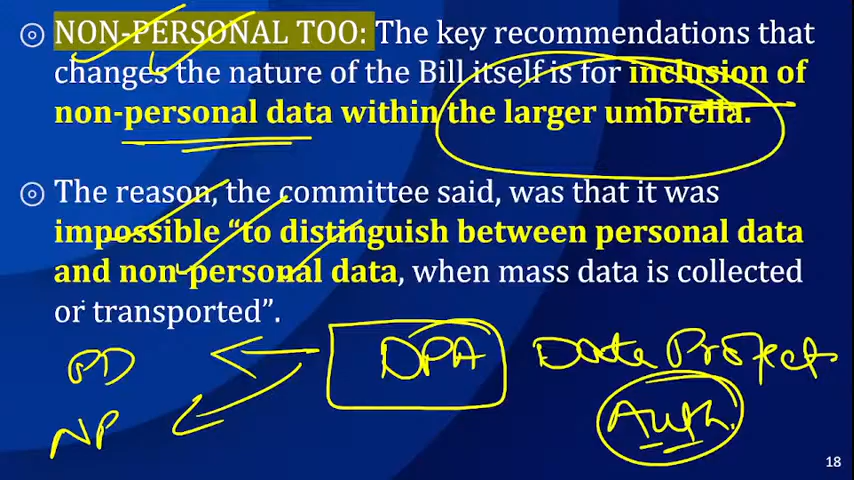 NON-PERSONAL TOO: The key recommendations that
changes the nature of the Bill itself is for inclusion of
non-personal data within the larger umbrella.
The reason, the committee said, was that it was
impossible “to distinguish between personal data
and non-personal data, when mass data is collected
or transported”.
PD DPA Data Protect
NP Auth.
18